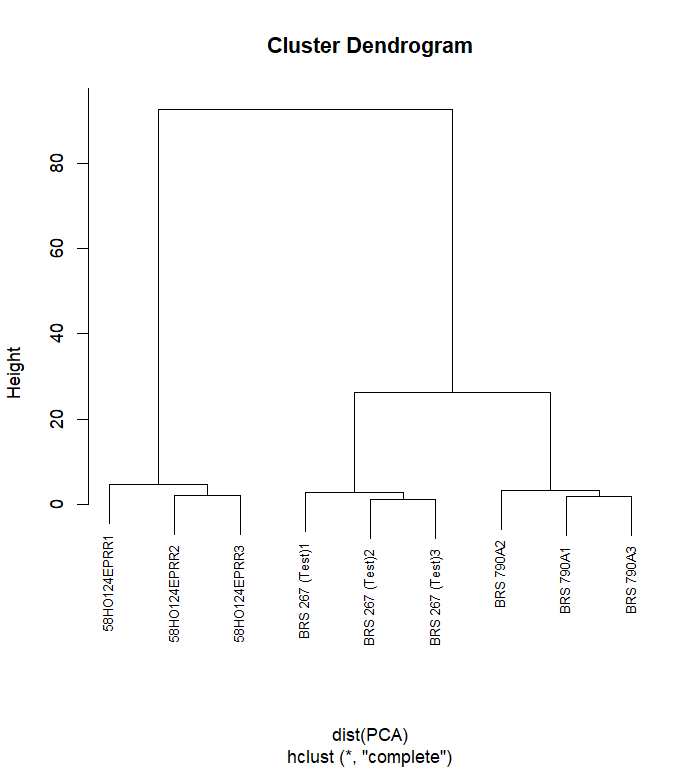 Cluster Dendrogram
Height
80
60
40
20
0
58HO124EPRR1
58HO124EPRR2
58HO124EPRR3
BRS 267 (Test)1
BRS 267 (Test)2
BRS 267 (Test)3
BRS 790A2
BRS 790A1
BRS 790A3
dist(PCA)
hclust (*, "complete")